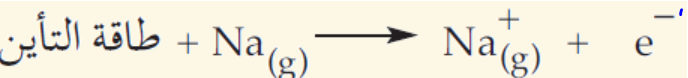 طاقة التأين + Na(g) ⟶ Na⁺(g) + e⁻